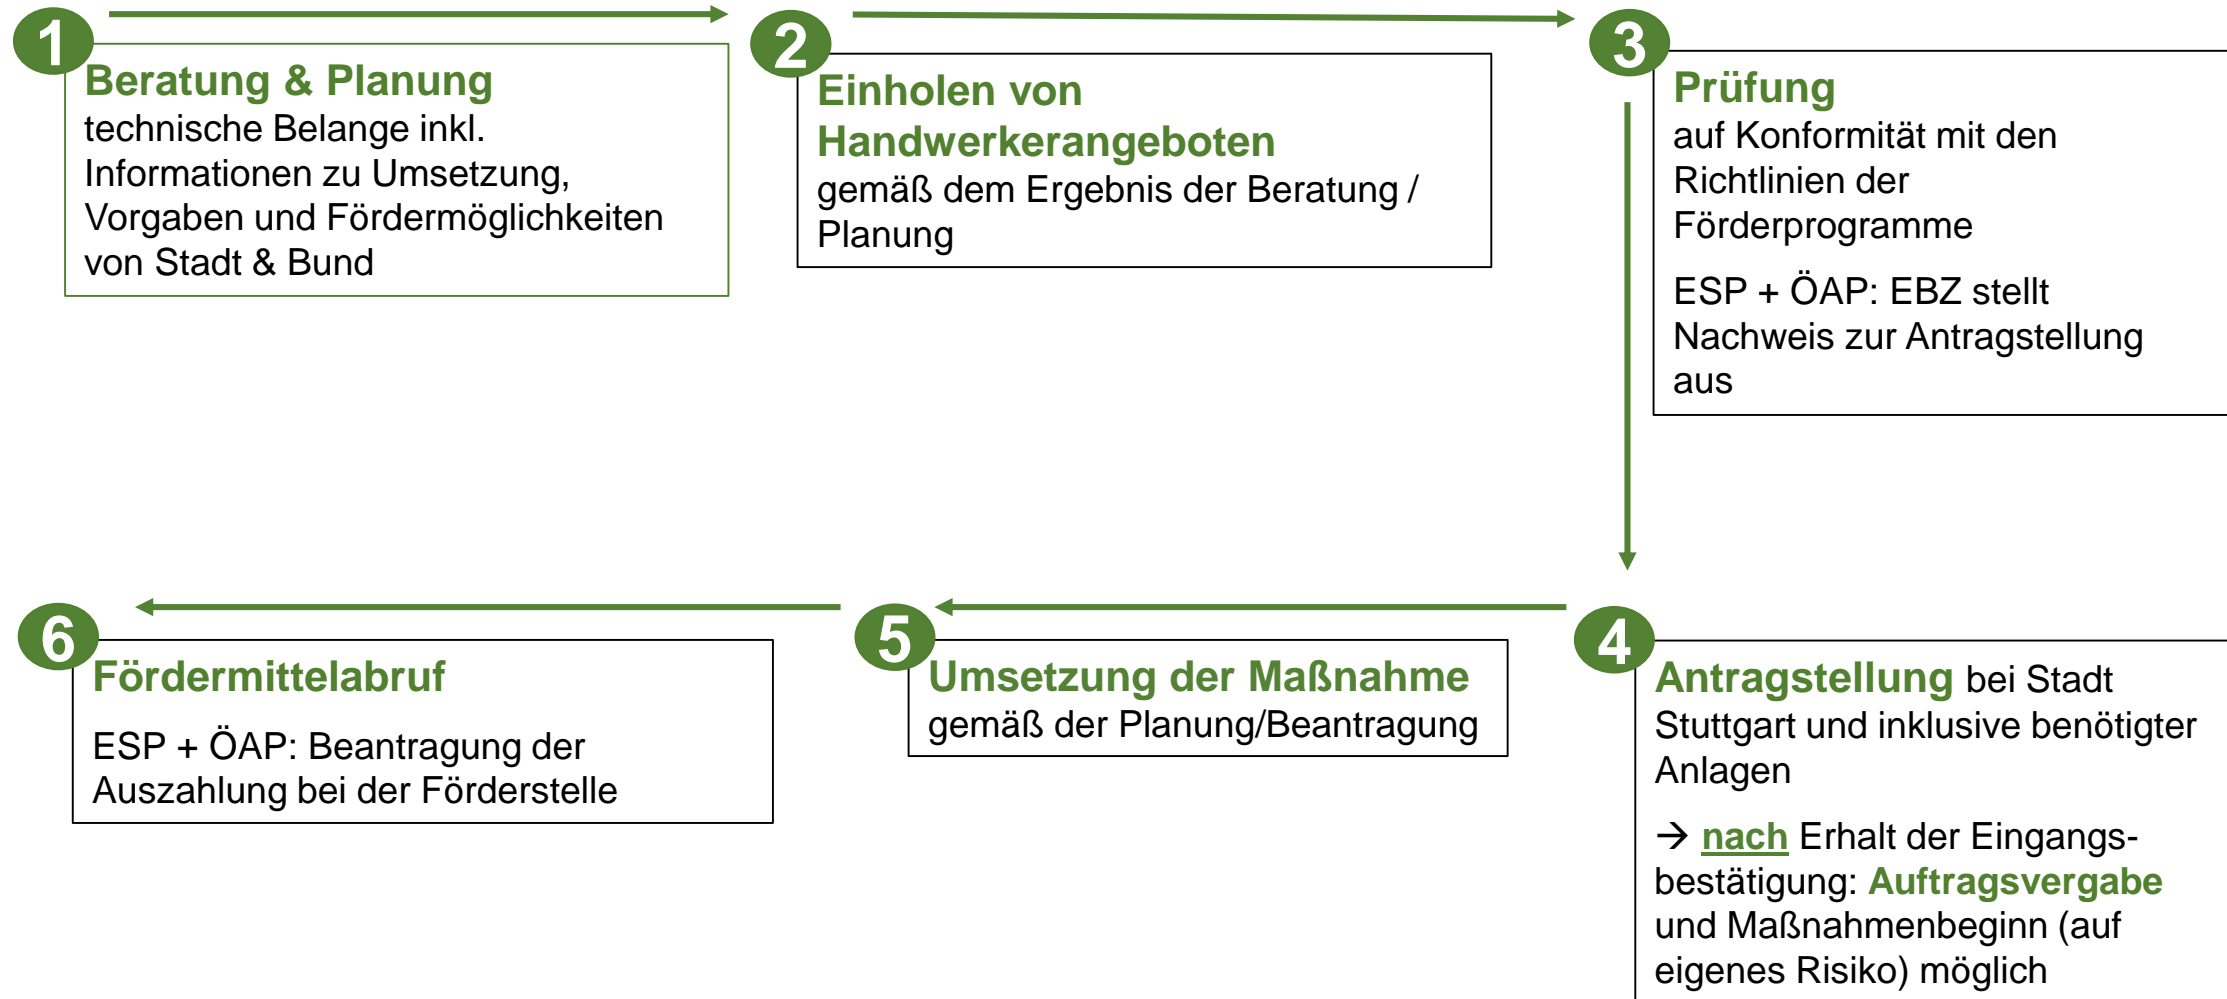 1
Beratung & Planung
technische Belange inkl.
Informationen zu Umsetzung,
Vorgaben und Fördermöglichkeiten
von Stadt & Bund
2
Einholen von
Handwerkerangeboten
gemäß dem Ergebnis der Beratung /
Planung
3
Prüfung
auf Konformität mit den
Richtlinien der
Förderprogramme
ESP + ÖAP: EBZ stellt
Nachweis zur Antragstellung
aus
4
Antragstellung bei Stadt
Stuttgart und inklusive benötigter
Anlagen
→ nach Erhalt der Eingangs-
bestätigung: Auftragsvergabe
und Maßnahmenbeginn (auf
eigenes Risiko) möglich
5
Umsetzung der Maßnahme
gemäß der Planung/Beantragung
6
Fördermittelabruf
ESP + ÖAP: Beantragung der
Auszahlung bei der Förderstelle